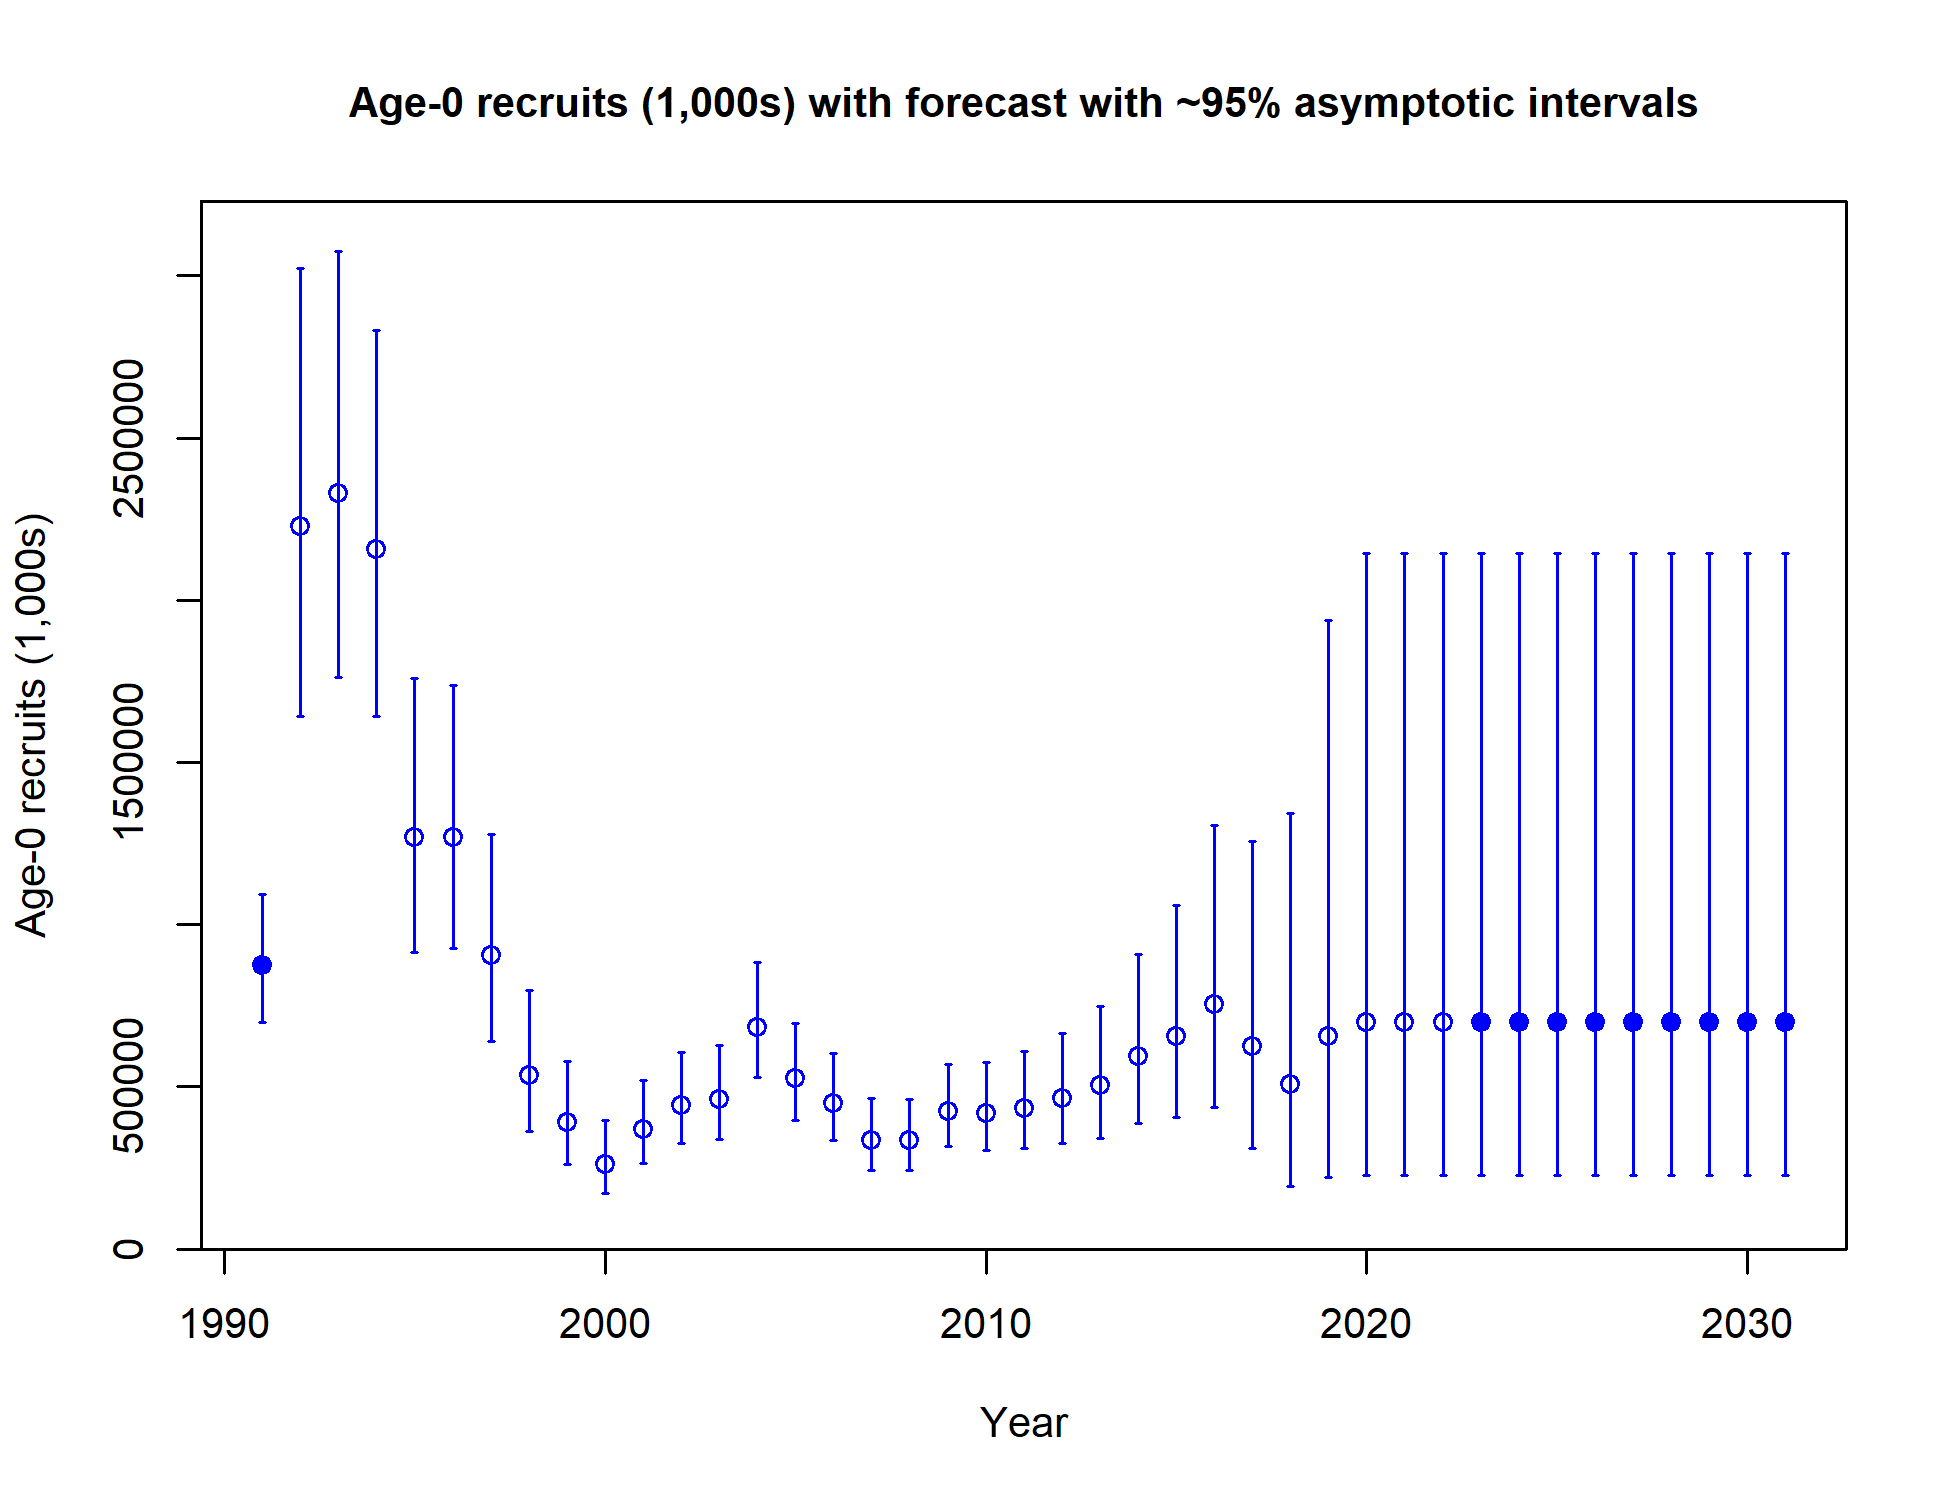 Age-0 recruits (1,000s) with forecast with ~95% asymptotic intervals
Age-0 recruits (1,000s)
2500000
1500000
500000
0
1990 2000 2010 2020 2030
Year